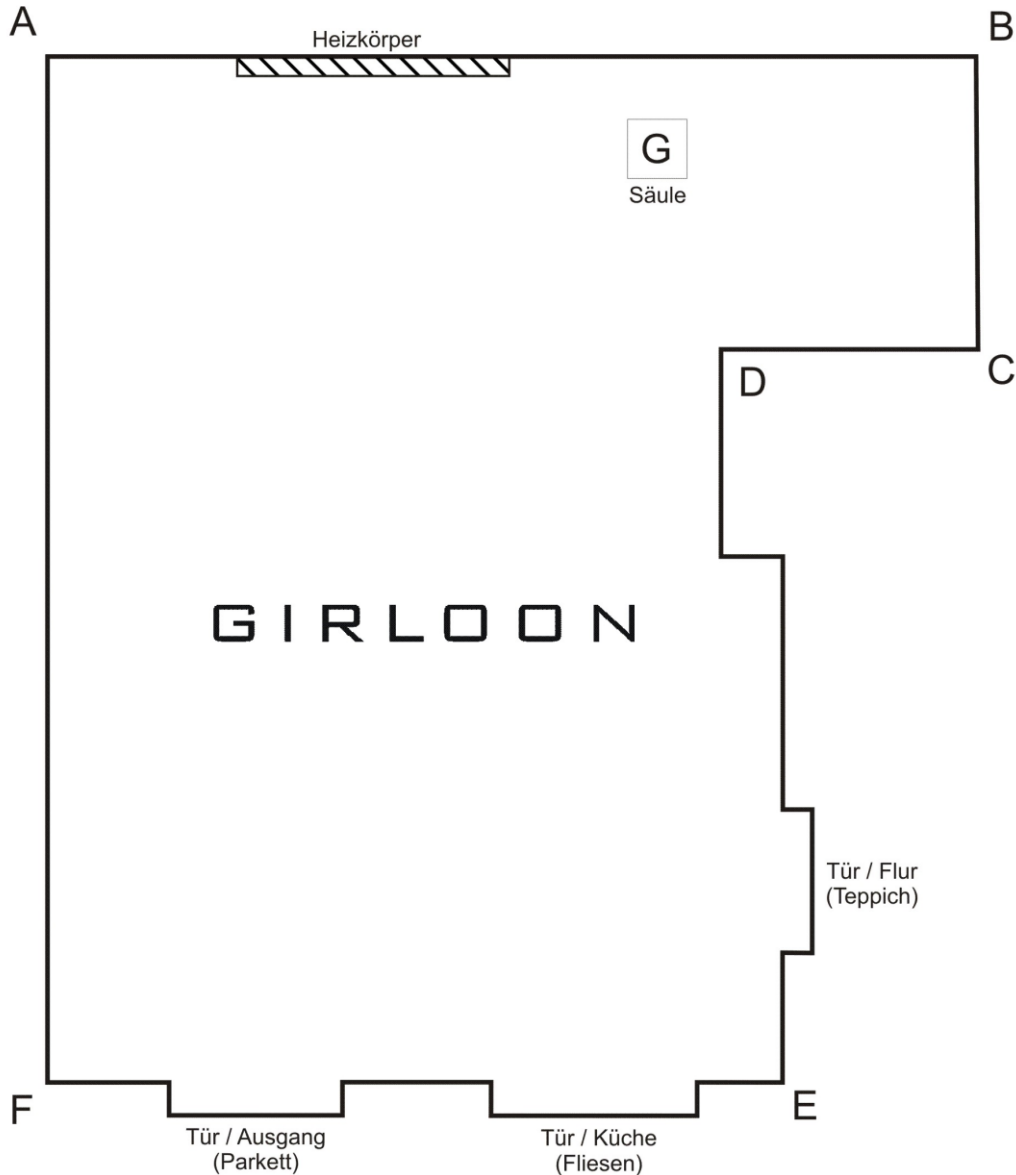 A
B
Heizkörper
G
Säule
D
C
GIRLOON
Tür / Flur
(Teppich)
F
E
Tür / Ausgang
(Parkett)
Tür / Küche
(Fliesen)